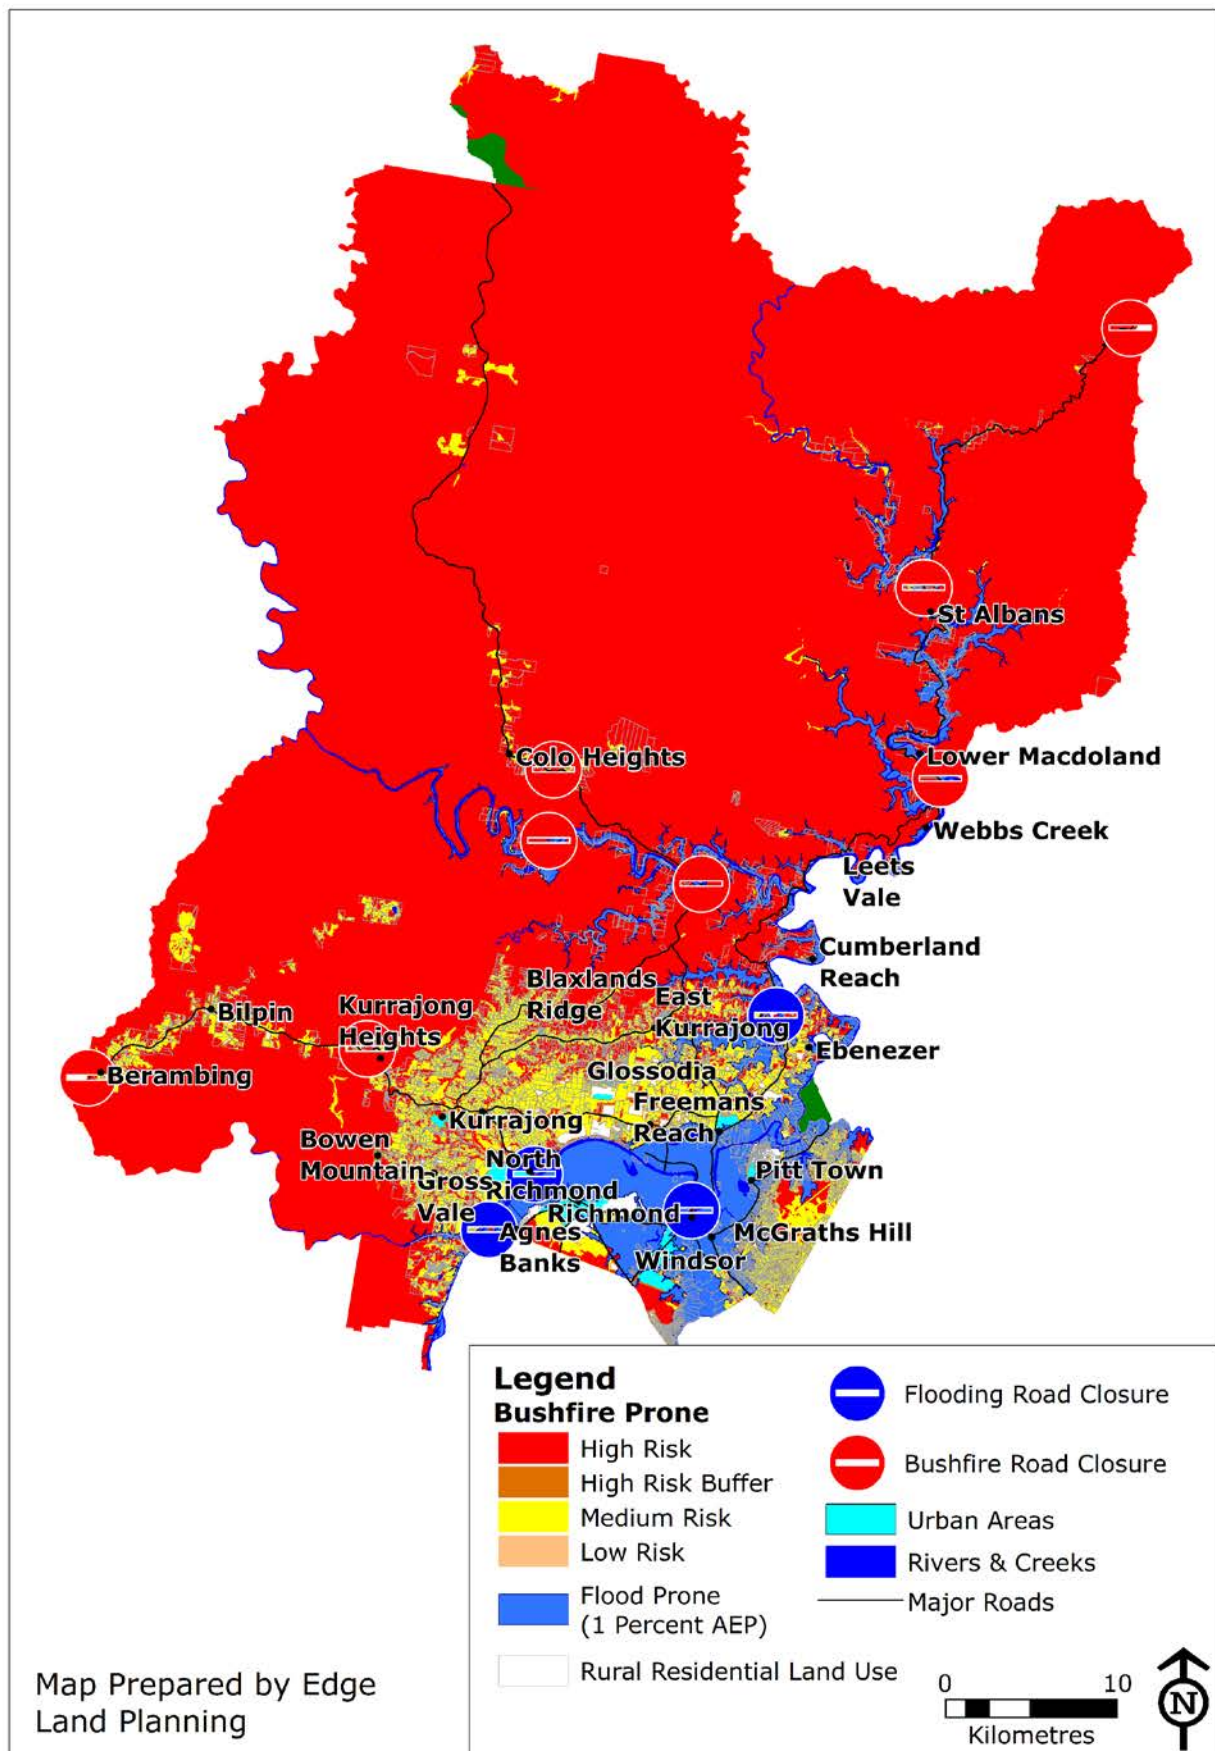 St Albans
Colo Heights
Lower Macdoland
Webbs Creek
Leets
Vale
Cumberland
Reach
Blaxlands
Ridge
East
Kurrajong
Kurrajong
Heights
Bilpin
Berambing
Ebenezer
Glossodia
Freemans
Reach
Kurrajong
Bowen
Mountain
Gross
Vale
North
Richmond
Richmond
Pitt Town
McGraths Hill
Agnes
Banks
Windsor
Legend
Bushfire Prone
High Risk
High Risk Buffer
Medium Risk
Low Risk
Flood Prone
(1 Percent AEP)
Rural Residential Land Use
Flooding Road Closure
Bushfire Road Closure
Urban Areas
Rivers & Creeks
Major Roads
0 10
Kilometres
N
Map Prepared by Edge
Land Planning